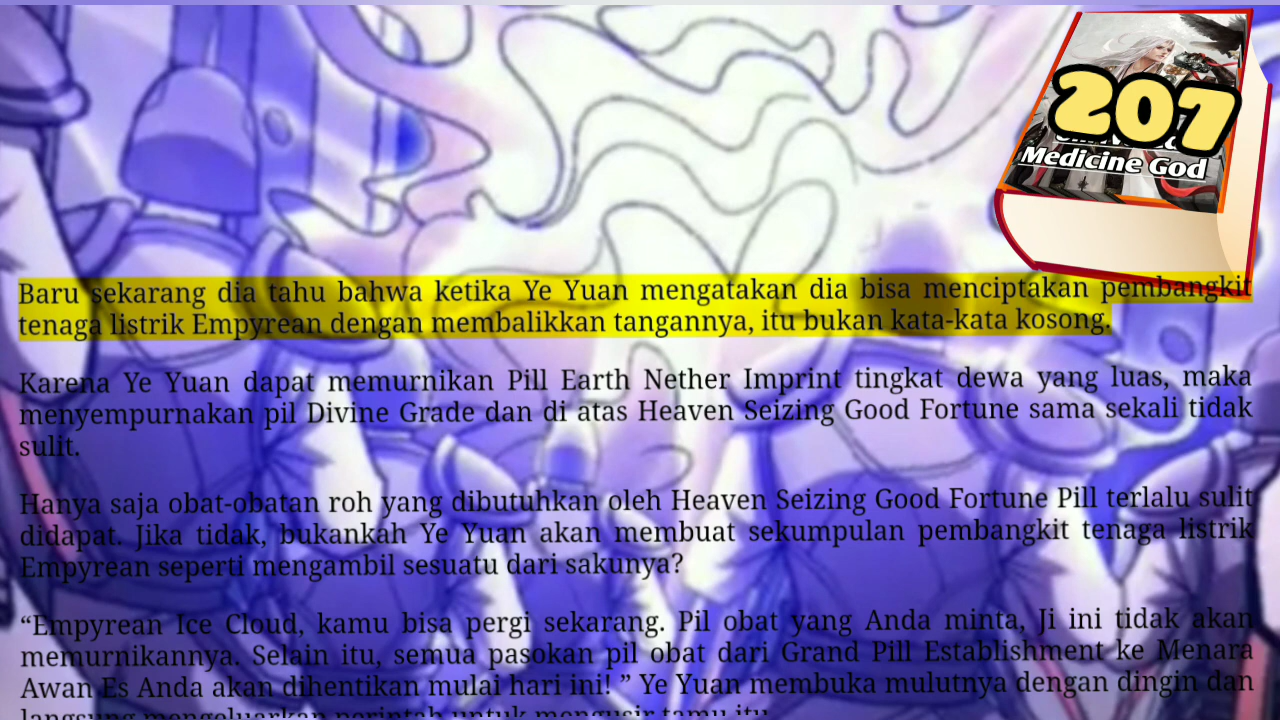 207
Medicine God
Baru sekarang dia tahu bahwa ketika Ye Yuan mengatakan dia bisa menciptakan pembangkit
tenaga listrik Empyrean dengan membalikkan tangannya, itu bukan kata-kata kosong.
Karena Ye Yuan dapat memurnikan Pill Earth Nether Imprint tingkat dewa yang luas, maka
menyempurnakan pil Divine Grade dan di atas Heaven Seizing Good Fortune sama sekali tidak
sulit.
Hanya saja obat-obatan roh yang dibutuhkan oleh Heaven Seizing Good Fortune Pill terlalu sulit
didapat. Jika tidak, bukankah Ye Yuan akan membuat sekumpulan pembangkit tenaga listrik
Empyrean seperti mengambil sesuatu dari sakunya?
“Empyrean Ice Cloud, kamu bisa pergi sekarang. Pil obat yang Anda minta, Ji ini tidak akan
memurnikannya. Selain itu, semua pasokan pil obat dari Grand Pill Establishment ke Menara
Awan Es Anda akan dihentikan mulai hari ini! ” Ye Yuan membuka mulutnya dengan dingin dan
langsung mengeluarkan perintah untuk mengusir tamu itu.